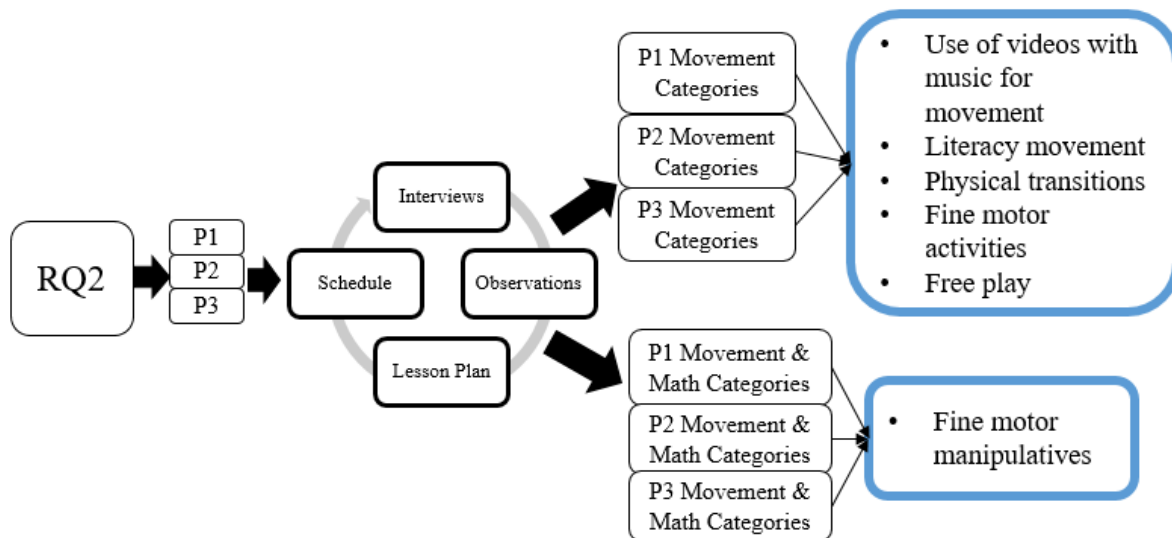 RQ2
P1
P2
P3
Interviews
Schedule
Observations
Lesson Plan
P1 Movement
Categories
P2 Movement
Categories
P3 Movement
Categories
• Use of videos with
music for
movement
• Literacy movement
• Physical transitions
• Fine motor
activities
• Free play
P1 Movement &
Math Categories
P2 Movement &
Math Categories
P3 Movement &
Math Categories
• Fine motor
manipulatives